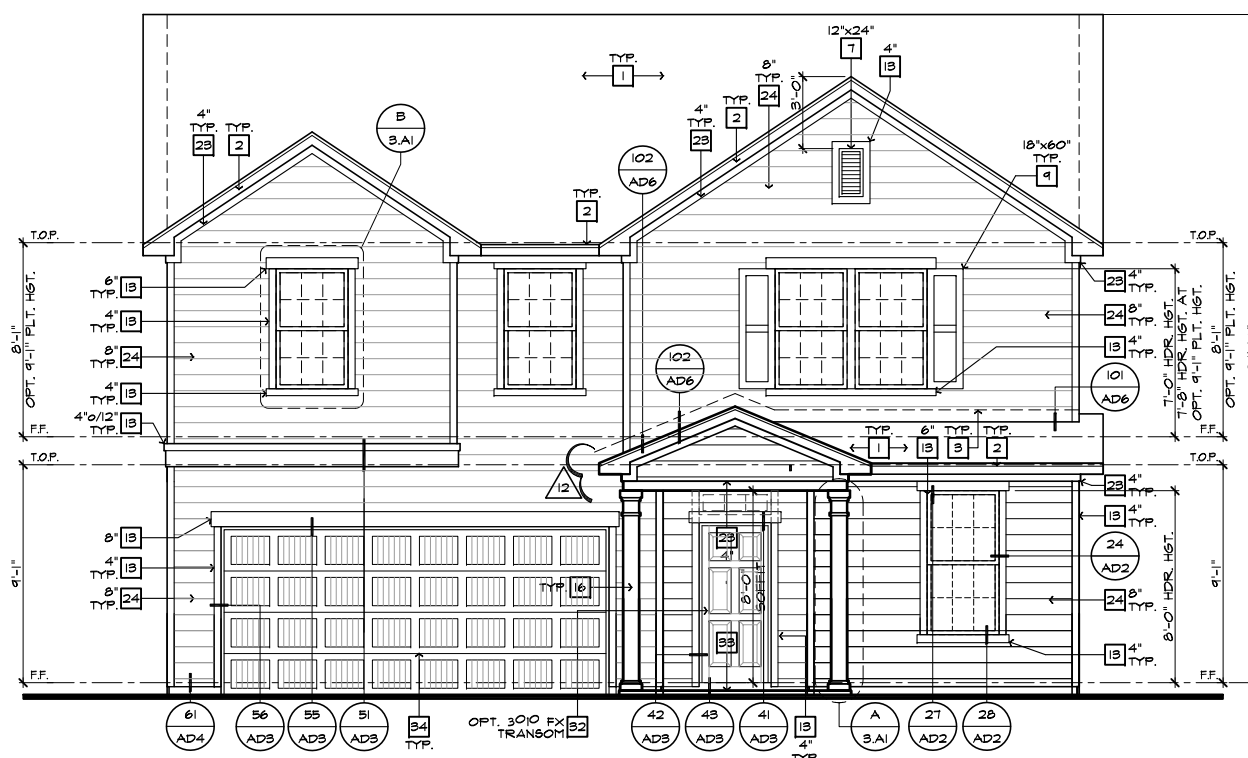 12"x24"
7
4"
13
TYP.
1
8"
TYP.
24
3'-0"
4"
TYP.
23
TYP.
2
B
3.A1
4"
TYP.
23
TYP.
2
102
AD6
18"x60"
TYP.
9
TYP.
2
T.O.P.
T.O.P.
6"
TYP. 13
4"
TYP. 13
8"
TYP. 24
4"
TYP. 13
4"o/12"
TYP. 13
8'-1"
OPT. 9'-1" PLT. HGT.
23 4"
TYP.
24 8"
TYP.
13 4"
TYP.
101
AD6
7'-0" HDR. HGT.
7'-8" HDR. HGT. AT
OPT. 9'-1" PLT. HGT.
8'-1"
OPT. 9'-1" PLT. HGT.
102
AD6
F.F.
F.F.
TYP.
1
6"
13
TYP.
3
TYP.
2
T.O.P.
T.O.P.
12
23 4"
TYP.
13 4"
TYP.
8" 13
4"
TYP. 13
8"
TYP. 24
9'-1"
24
AD2
24 8"
TYP.
13 4"
TYP.
8'-0" HDR. HGT.
9'-1"
23
4"
8'-0"
SOFFIT
TYP. 16
33
F.F.
F.F.
61
AD4
56
AD3
55
AD3
51
AD3
34
TYP.
OPT. 3010 FX
TRANSOM 32
42
AD3
43
AD3
41
AD3
13
4"
TYP.
A
3.A1
27
AD2
28
AD2